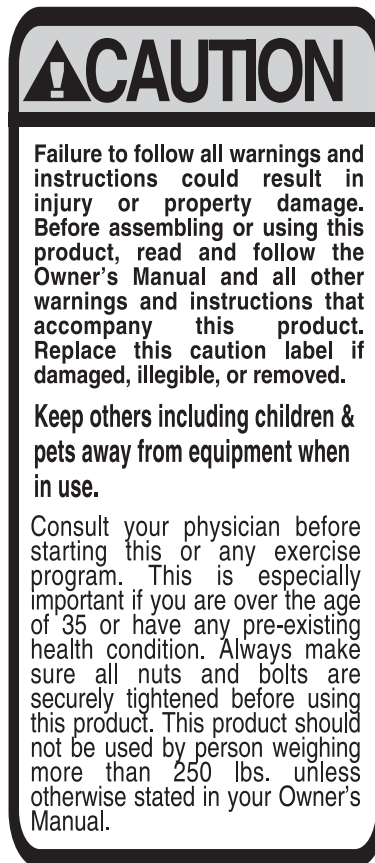 CAUTION
Failure to follow all warnings and
instructions could result in
injury or property damage.
Before assembling or using this
product, read and follow the
Owner's Manual and all other
warnings and instructions that
accompany this product.
Replace this caution label if
damaged, illegible, or removed.
Keep others including children &
pets away from equipment when
in use.
Consult your physician before
starting this or any exercise
program. This is especially
important if you are over the age
of 35 or have any pre-existing
health condition. Always make
sure all nuts and bolts are
securely tightened before using
this product. This product should
not be used by person weighing
more than 250 lbs. unless
otherwise stated in your Owner's
Manual.